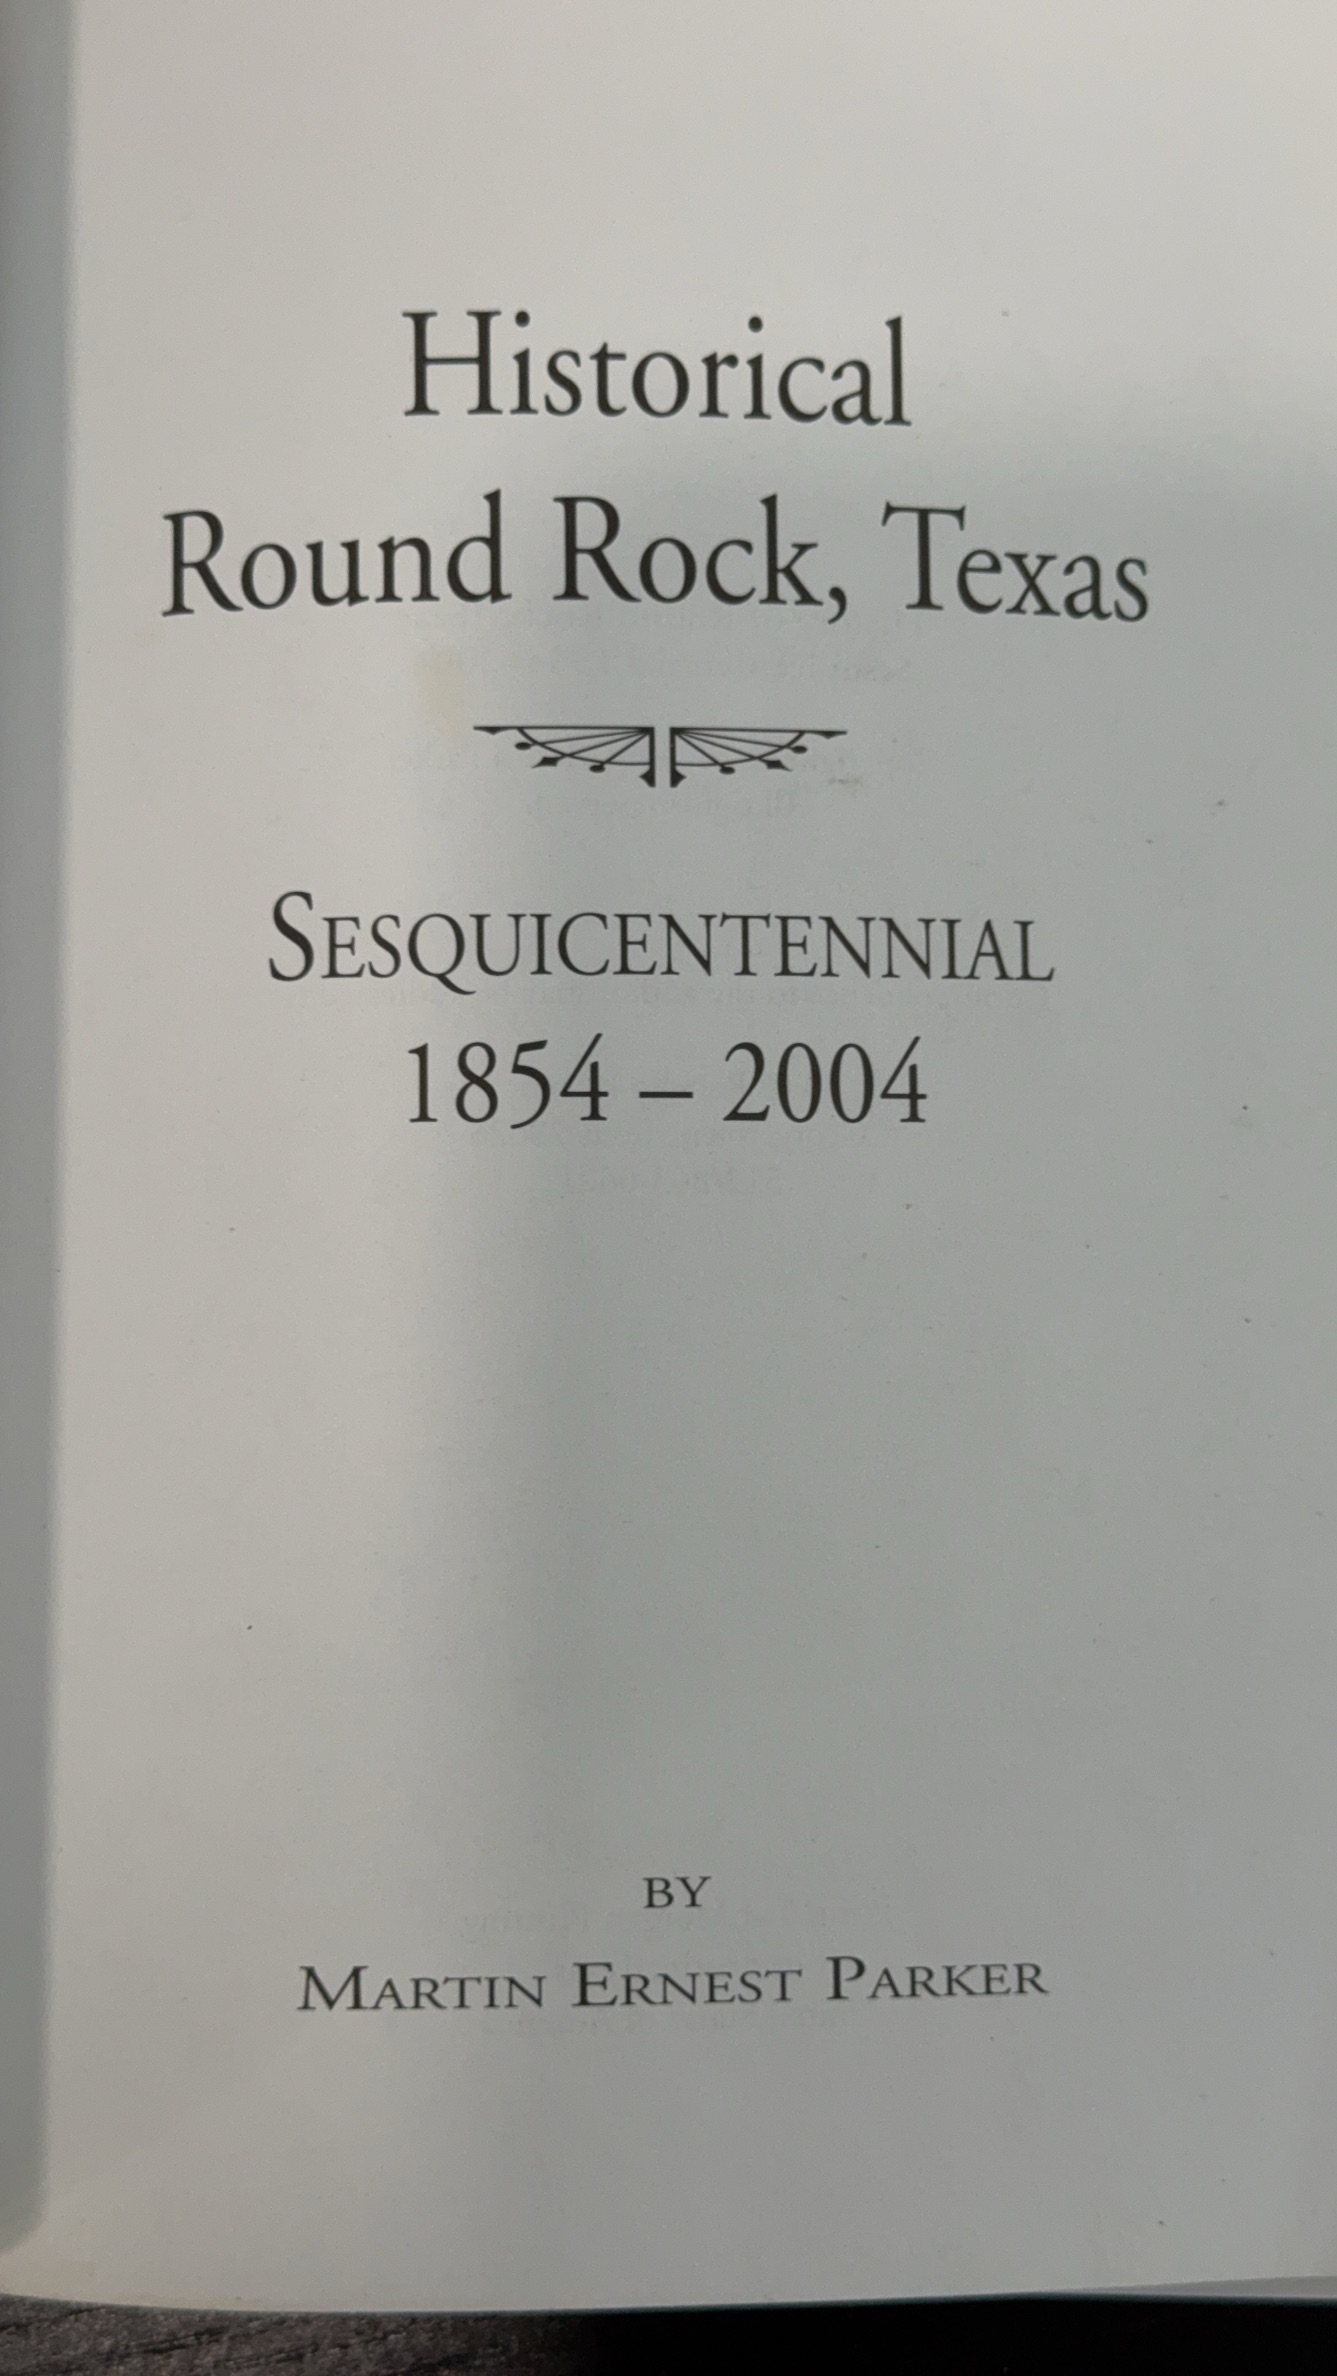 Historical
Round Rock, Texas
SESQUICENTENNIAL
1854 – 2004
BY
MARTIN ERNEST PARKER